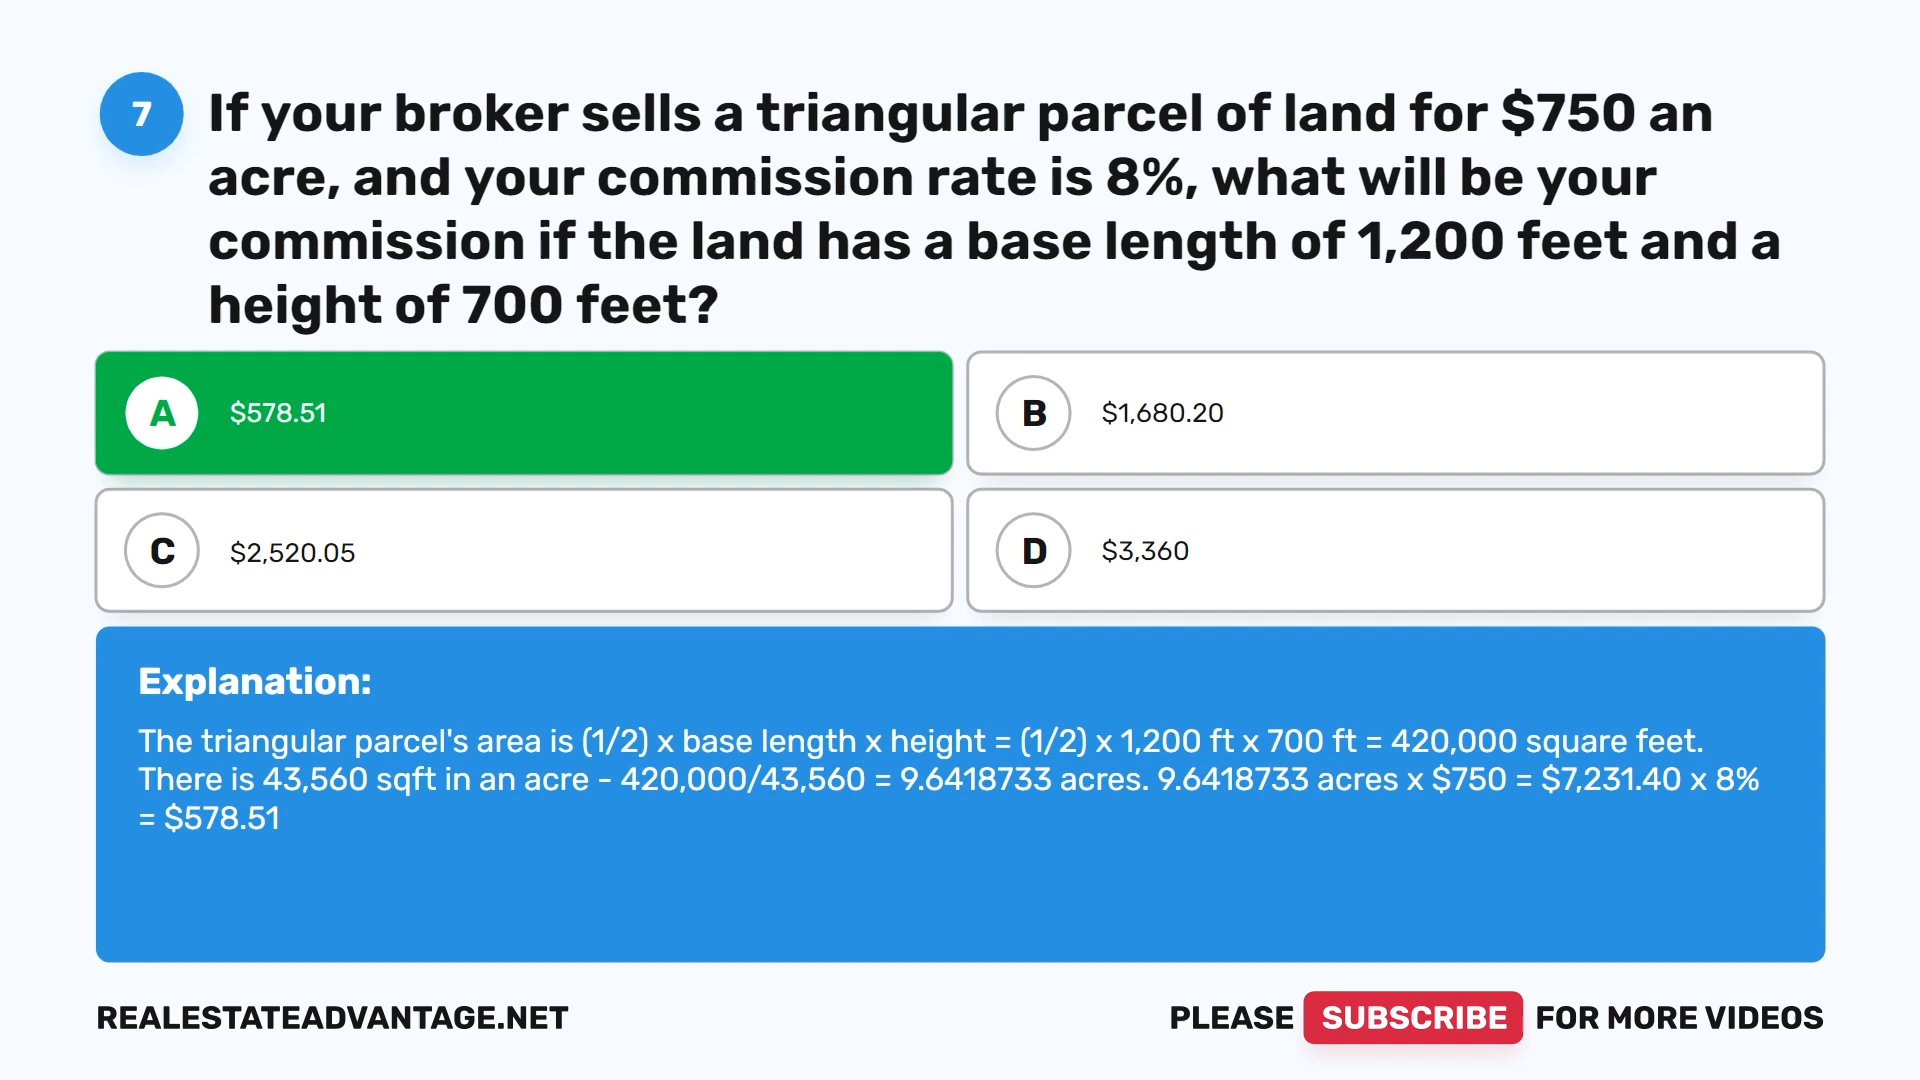 7
If your broker sells a triangular parcel of land for $750 an
acre, and your commission rate is 8%, what will be your
commission if the land has a base length of 1,200 feet and a
height of 700 feet?
A $578.51
B $1,680.20
C $2,520.05
D $3,360
Explanation:
The triangular parcel's area is (1/2) x base length x height = (1/2) x 1,200 ft x 700 ft = 420,000 square feet.
There is 43,560 sqft in an acre - 420,000/43,560 = 9.6418733 acres. 9.6418733 acres x $750 = $7,231.40 x 8%
= $578.51
REALESTATEADVANTAGE.NET
PLEASE SUBSCRIBE FOR MORE VIDEOS